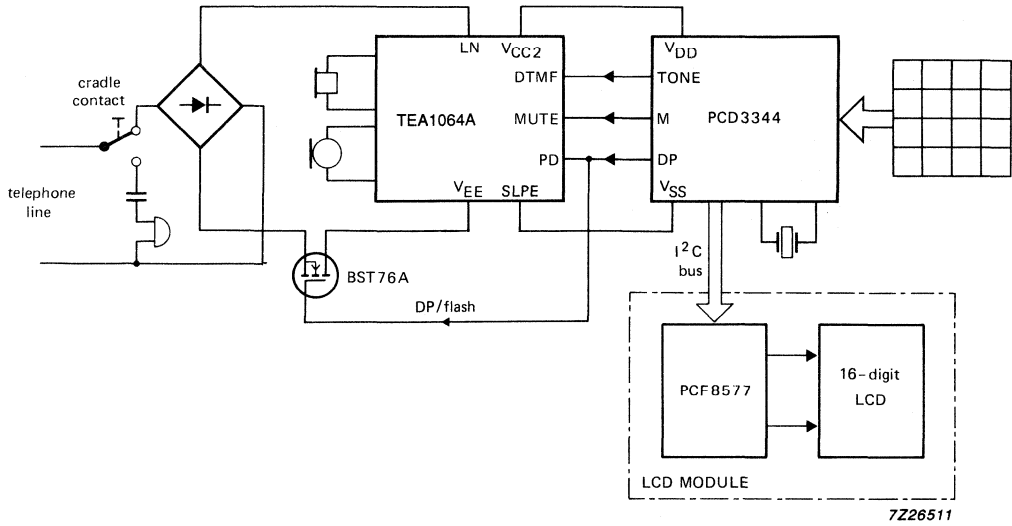 LN
VCC2
VDD
DTMF
TONE
cradle
contact
TEA1064A
MUTE
M
PCD3344
PD
DP
telephone
line
VEE
SLPE
VSS
I²C
bus
BST76A
DP/flash
PCF8577
16-digit
LCD
LCD MODULE
7Z26511